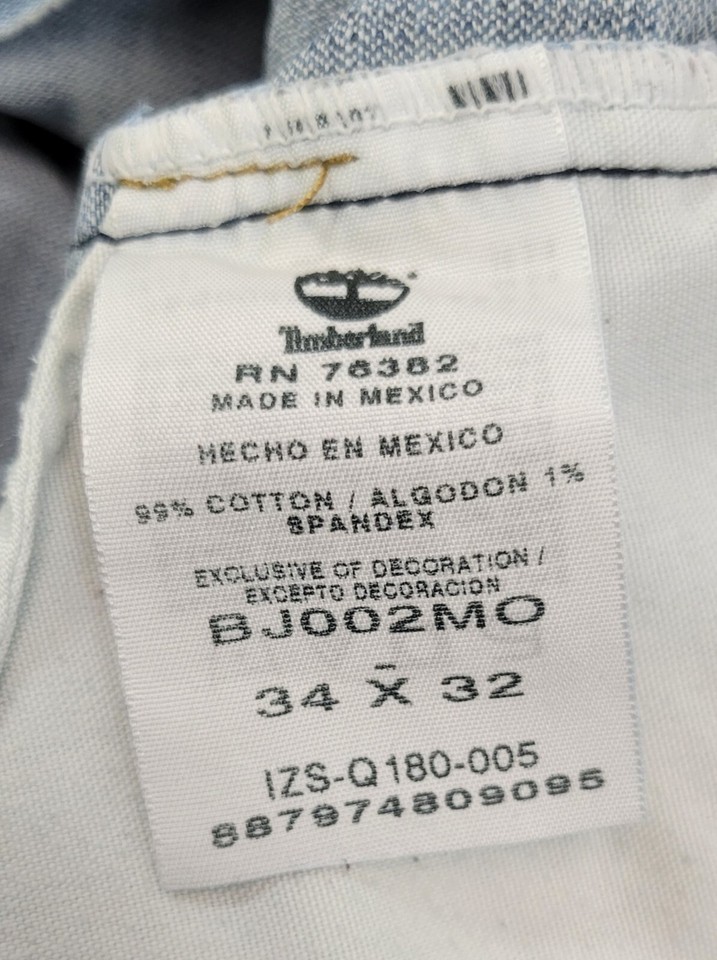 Timberland
RN 76382
MADE IN MEXICO
HECHO EN MEXICO
99% COTTON / ALGODON 1%
SPANDEX
EXCLUSIVE OF DECORATION /
EXCEPTO DECORACION
BJ002MO
34 X 32
IZS-Q180-005
887974809095